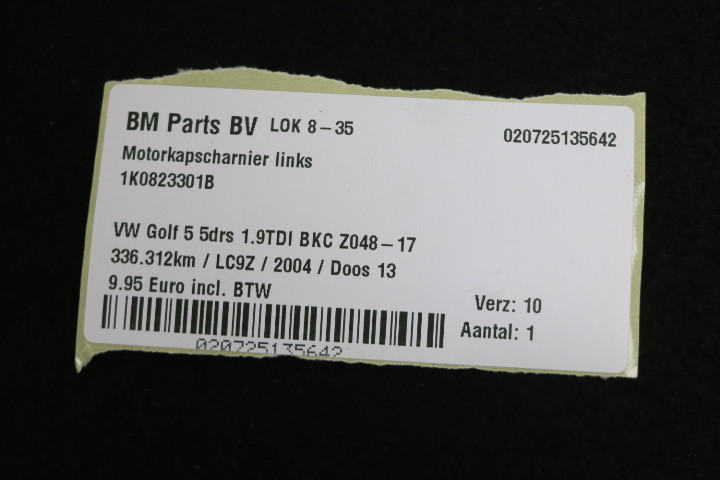 BM Parts BV LOK 8-35 020725135642
Motorkapscharnier links
1K0823301B
VW Golf 5 5drs 1.9TDI BKC Z048-17
336.312km / LC9Z / 2004 / Doos 13
9.95 Euro incl. BTW
Verz: 10
Aantal: 1
020725135642